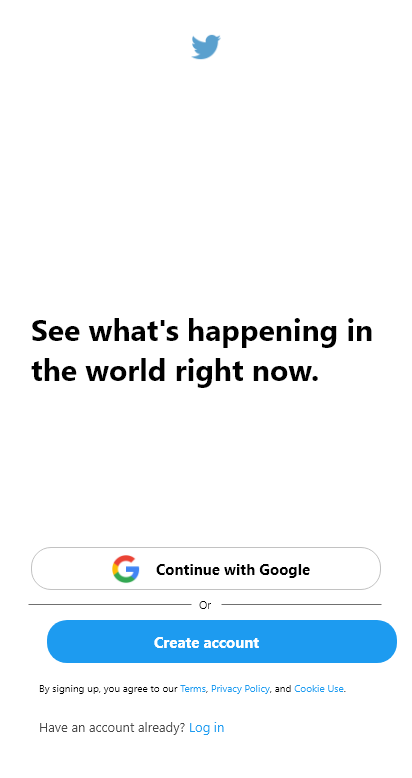 See what's happening in
the world right now.
Continue with Google
Or
Create account
By signing up, you agree to our Terms, Privacy Policy, and Cookie Use.
Have an account already? Log in